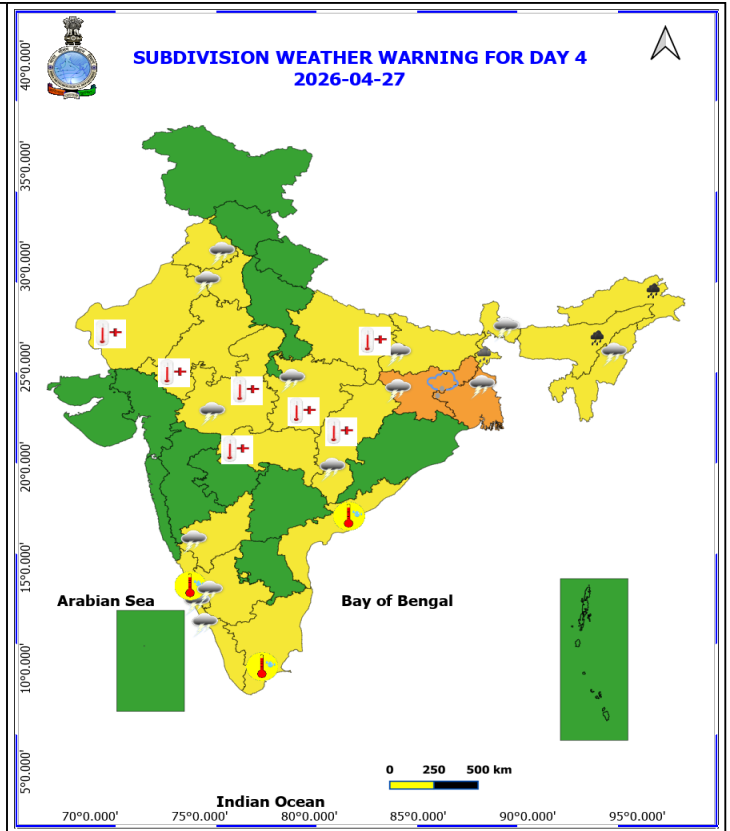 SUBDIVISION WEATHER WARNING FOR DAY 4
2026-04-27
40°0.000'
35°0.000'
30°0.000'
25°0.000'
20°0.000'
15°0.000'
10°0.000'
5°0.000'
Arabian Sea
Bay of Bengal
0 250 500 km
Indian Ocean
70°0.000' 75°0.000' 80°0.000' 85°0.000' 90°0.000' 95°0.000'